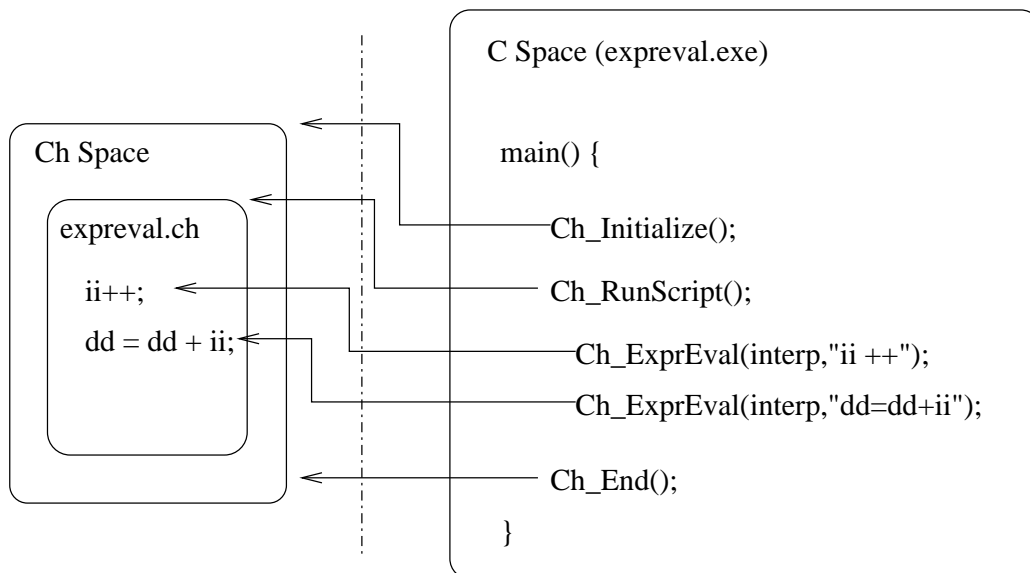 Ch Space
expreval.ch
ii++;
dd = dd + ii;
C Space (expreval.exe)
main() {
Ch_Initialize();
Ch_RunScript();
Ch_ExprEval(interp,"ii ++");
Ch_ExprEval(interp,"dd=dd+ii");
Ch_End();
}